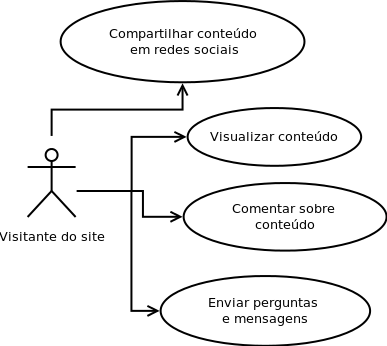 Compartilhar conteúdo
em redes sociais
Visualizar conteúdo
Visitante do site
Comentar sobre
conteúdo
Enviar perguntas
e mensagens